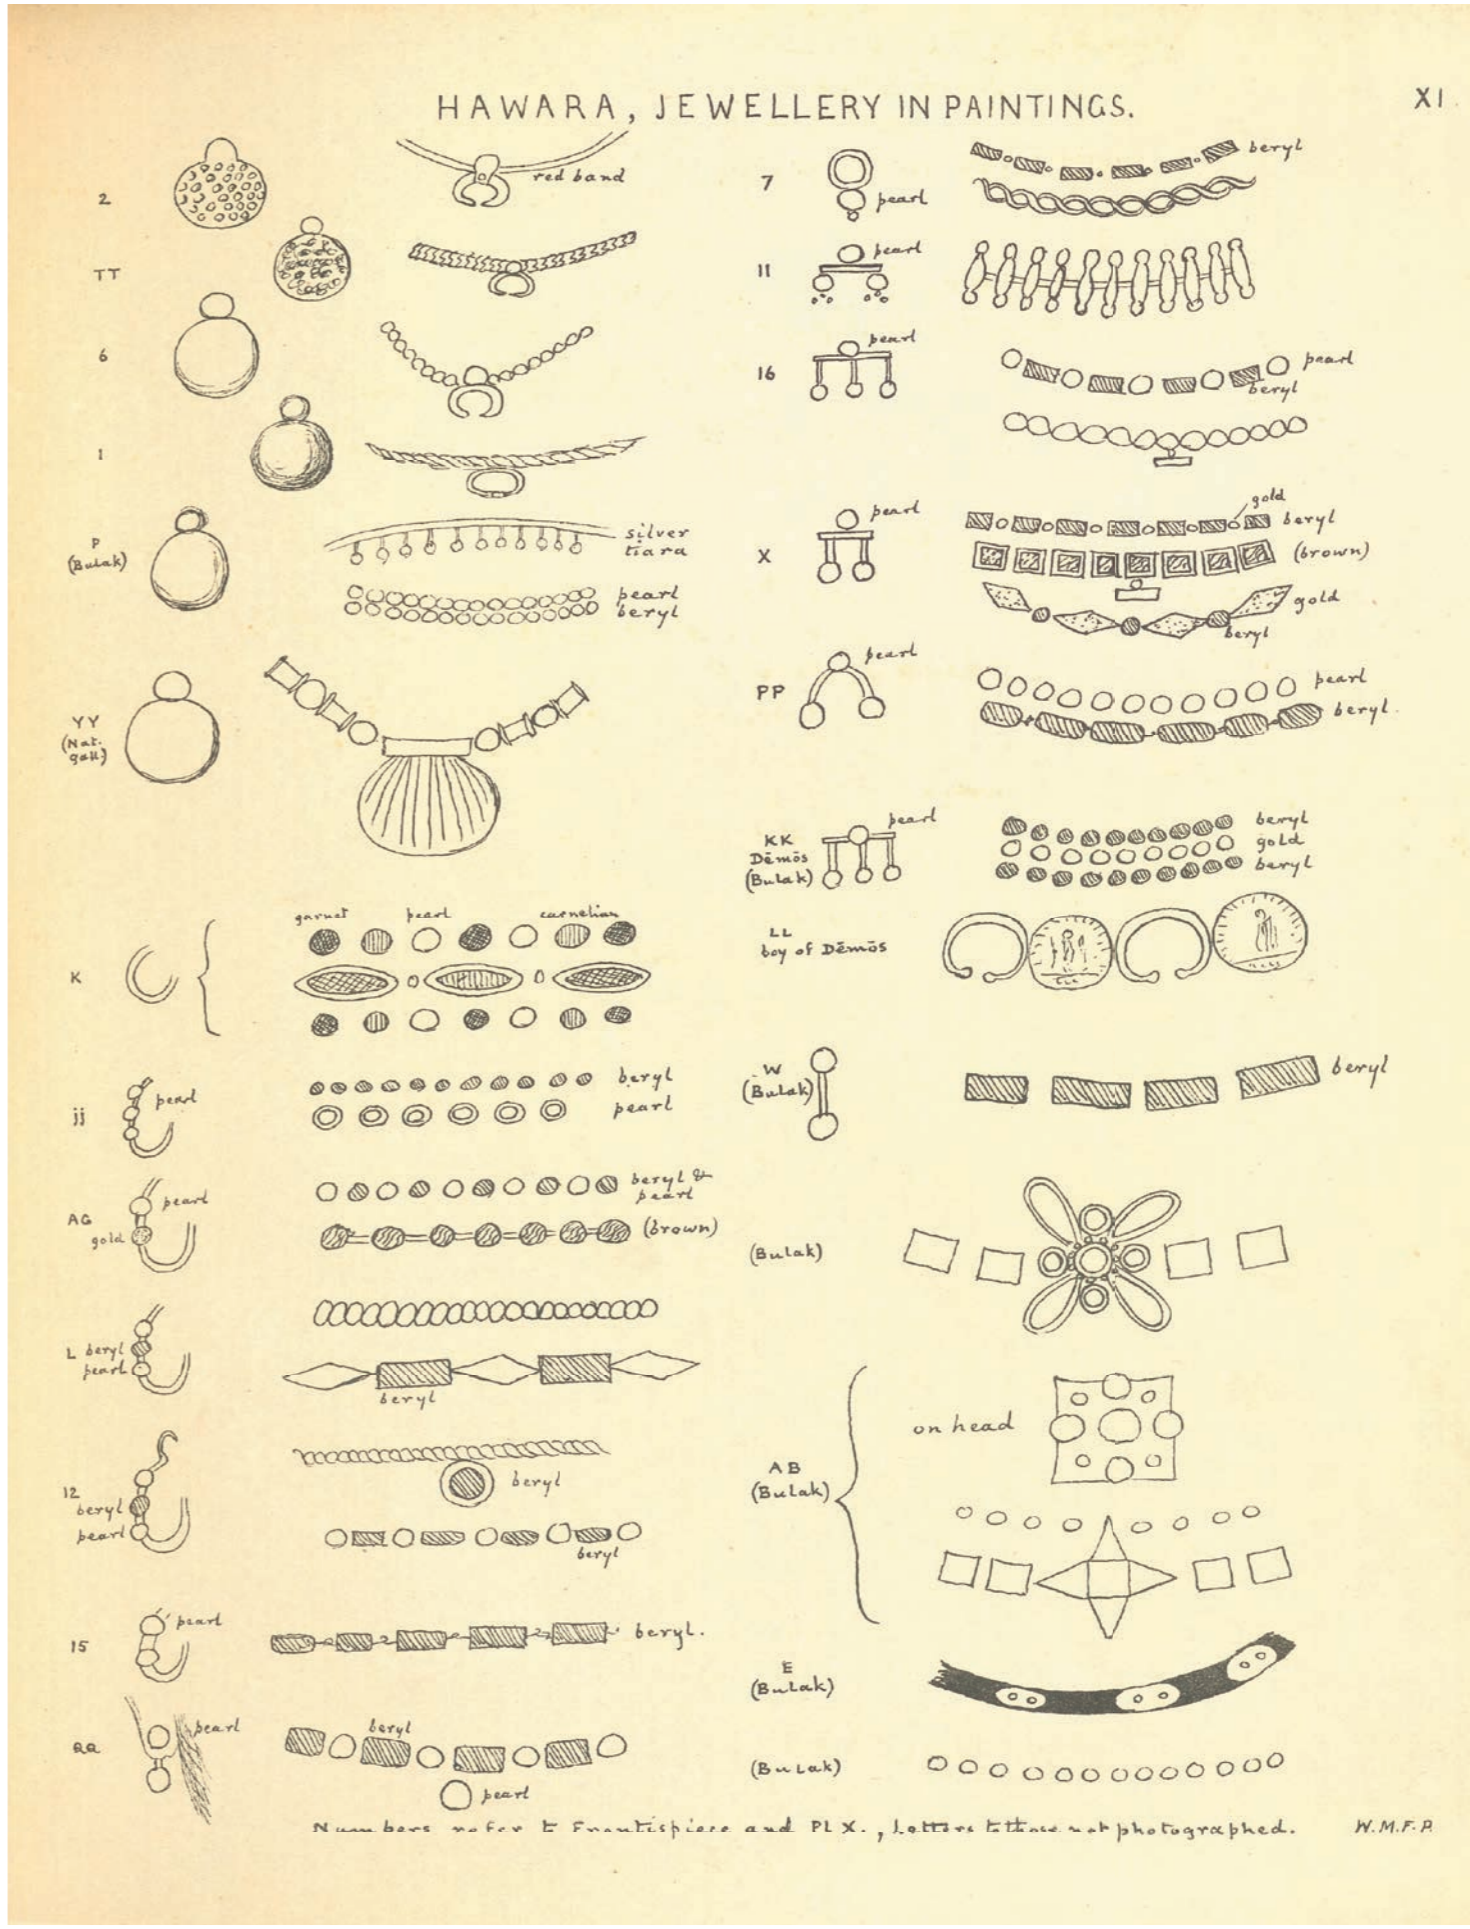 HAWARA, JEWELLERY IN PAINTINGS.
XI
2
red band
TT
6
1
P
(Bulak)
silver
tiara
pearl
beryl
YY
(Nat.
gall)
K
garnet pearl carnelian
jj
pearl
beryl
pearl
AG
pearl
gold
beryl &
pearl
(brown)
L beryl
pearl
beryl
12
beryl
pearl
beryl
beryl
15
pearl
beryl.
QQ
pearl
beryl
pearl
7
pearl
beryl
11
pearl
16
pearl
pearl
beryl
X
pearl
gold
beryl
(brown)
gold
beryl
PP
pearl
pearl
beryl.
KK
Dēmōs
(Bulak)
pearl
beryl
gold
beryl
LL
boy of Dēmōs
W
(Bulak)
beryl
(Bulak)
AB
(Bulak)
on head
E
(Bulak)
(Bulak)
Numbers refer to Frontispiece and Pl X., Letters to those not photographed.
W.M.F.P.